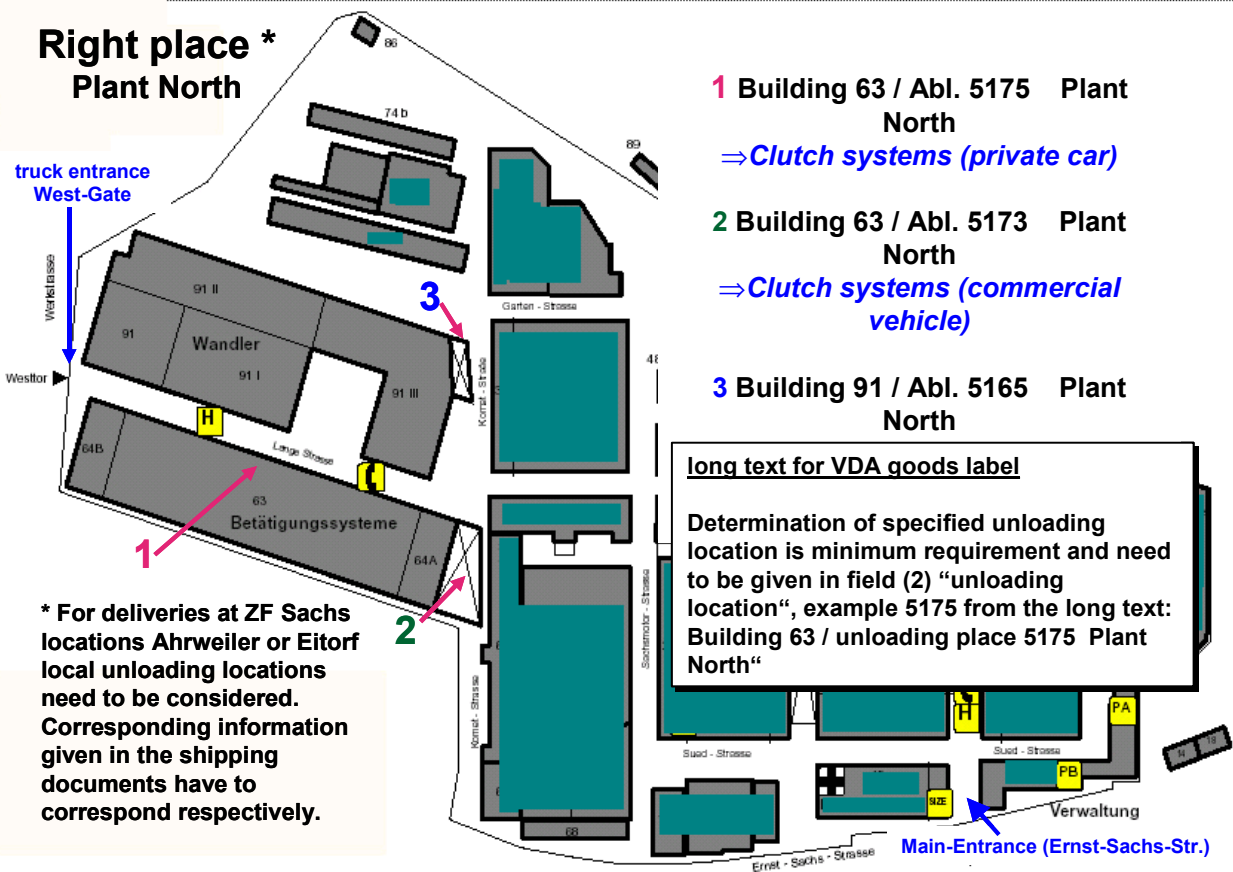 Right place *
Plant North
86
74 b
89
truck entrance
West-Gate
Werkstrasse
Westtor
91 II
91
Wandler
91 I
91 III
3
Garten - Strasse
Komet - Straße
48
H
Lange Strasse
64B
63
Betätigungssysteme
64A
1
2
* For deliveries at ZF Sachs
locations Ahrweiler or Eitorf
local unloading locations
need to be considered.
Corresponding information
given in the shipping
documents have to
correspond respectively.
1 Building 63 / Abl. 5175 Plant
North
⇒Clutch systems (private car)
2 Building 63 / Abl. 5173 Plant
North
⇒Clutch systems (commercial
vehicle)
3 Building 91 / Abl. 5165 Plant
North
long text for VDA goods label
Determination of specified unloading
location is minimum requirement and need
to be given in field (2) “unloading
location“, example 5175 from the long text:
Building 63 / unloading place 5175 Plant
North“
Sachsmotor - Strasse
Komet - Strasse
H
PA
Sued - Strasse
Sued - Strasse
PB
SIZE
Verwaltung
68
Ernst - Sachs - Strasse
Main-Entrance (Ernst-Sachs-Str.)